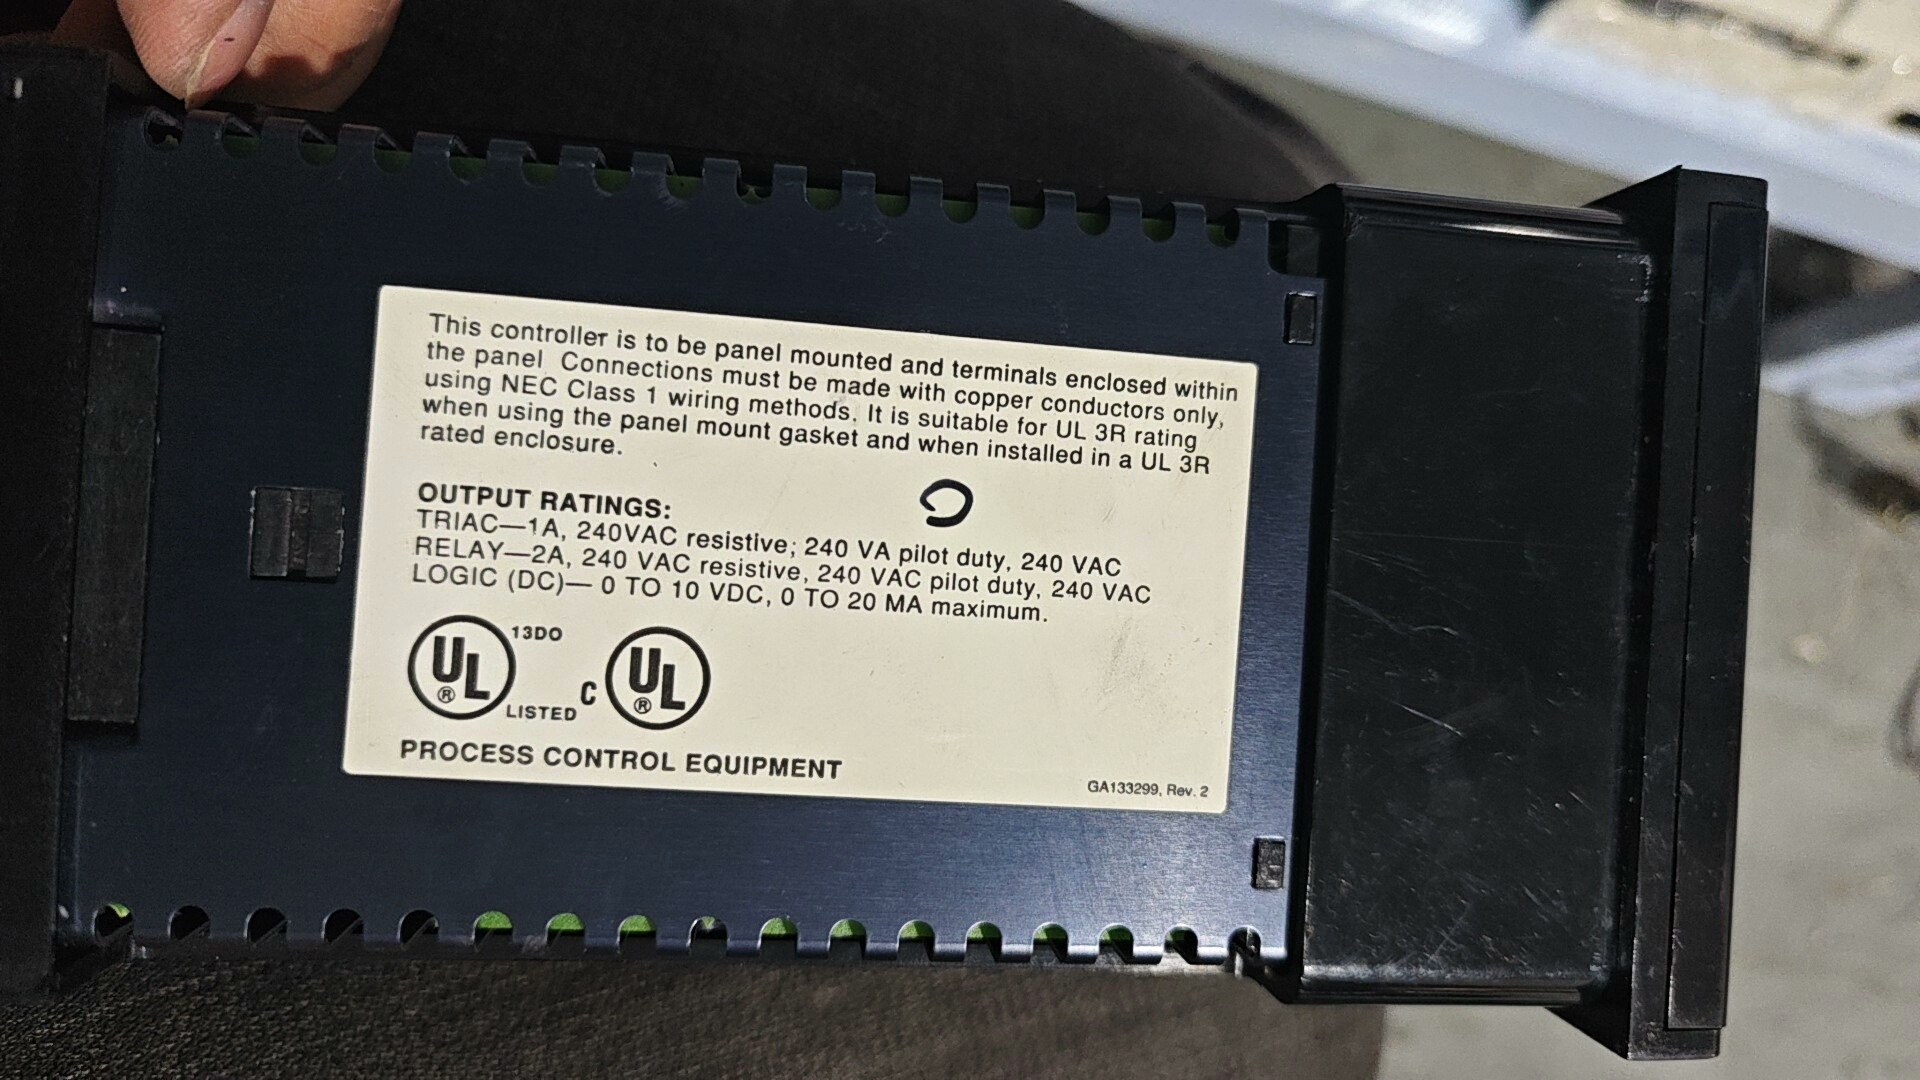 This controller is to be panel mounted and terminals enclosed within
the panel Connections must be made with copper conductors only,
using NEC Class 1 wiring methods. It is suitable for UL 3R rating
when using the panel mount gasket and when installed in a UL 3R
rated enclosure.
OUTPUT RATINGS:
TRIAC—1A, 240VAC resistive; 240 VA pilot duty, 240 VAC
RELAY—2A, 240 VAC resistive, 240 VAC pilot duty, 240 VAC
LOGIC (DC)— 0 TO 10 VDC, 0 TO 20 MA maximum.
UL ® 13DO LISTED C UL ®
PROCESS CONTROL EQUIPMENT
GA133299, Rev. 2